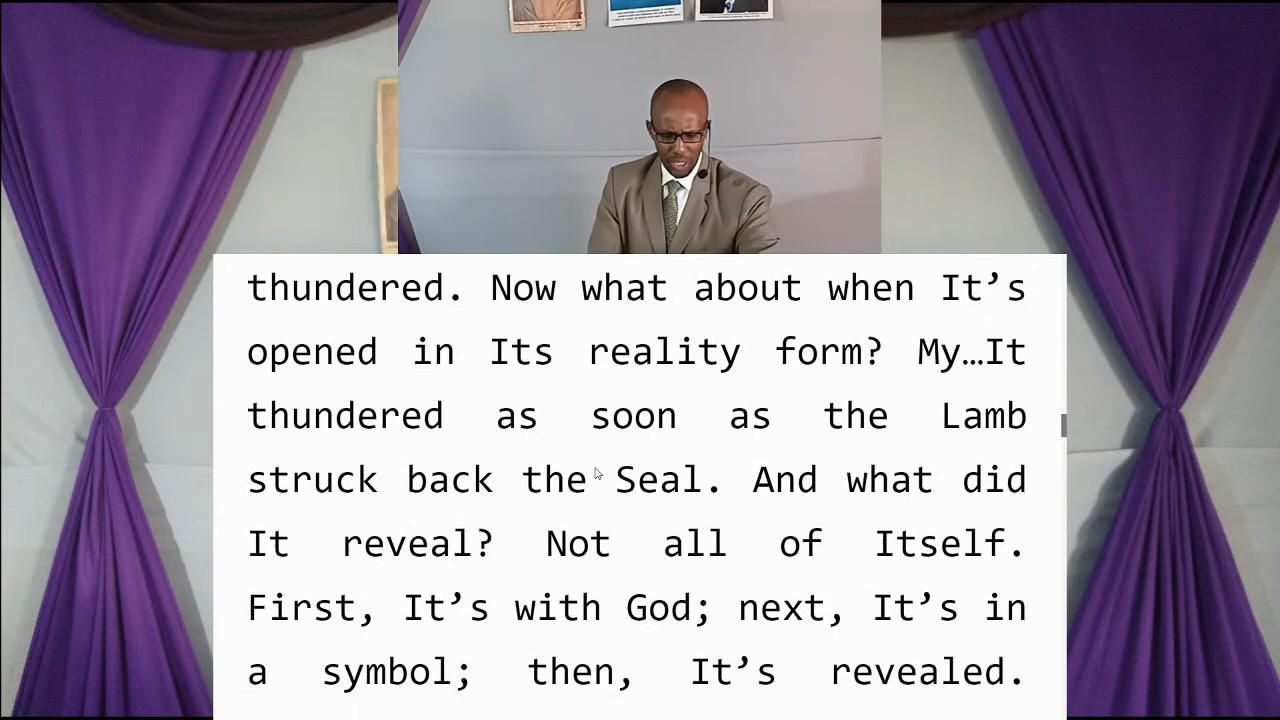 thundered. Now what about when It’s
opened in Its reality form? My…It
thundered as soon as the Lamb
struck back the Seal. And what did
It reveal? Not all of Itself.
First, It’s with God; next, It’s in
a symbol; then, It’s revealed.